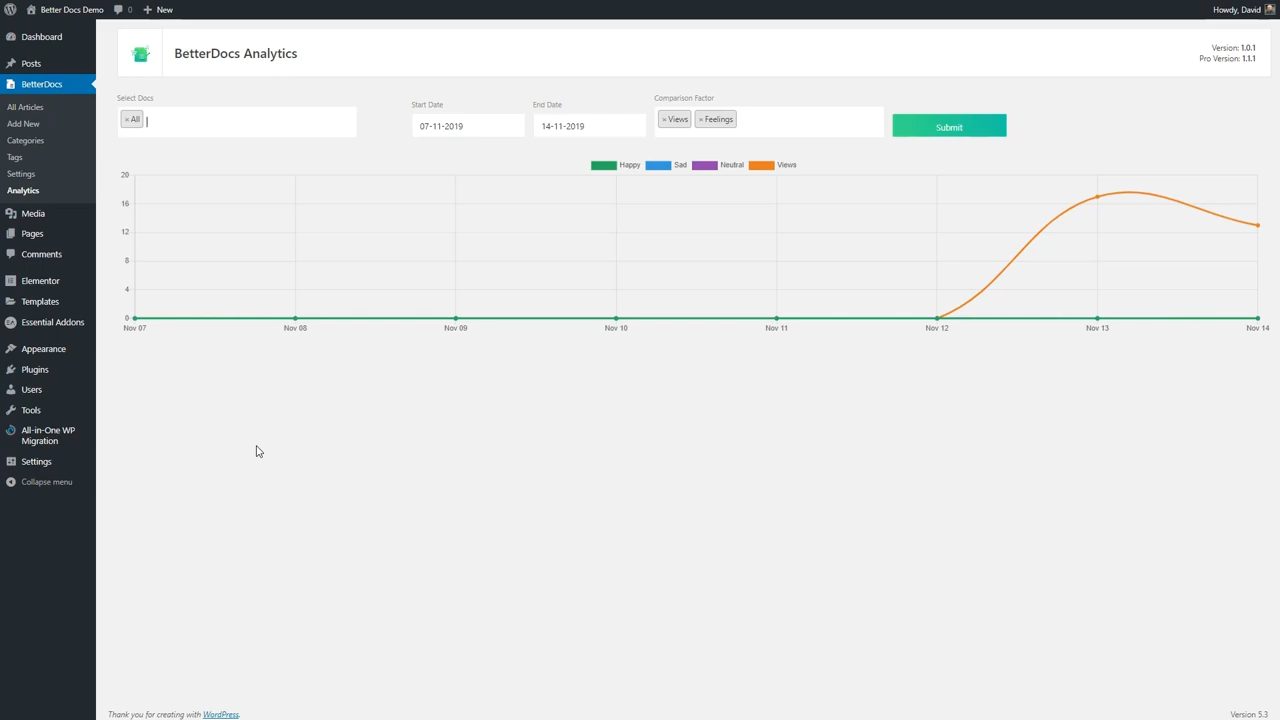 Better Docs Demo 0 New Howdy, David
Dashboard
Posts
BetterDocs
All Articles
Add New
Categories
Tags
Settings
Analytics
Media
Pages
Comments
Elementor
Templates
Essential Addons
Appearance
Plugins
Users
Tools
All-in-One WP
Migration
Settings
Collapse menu
BetterDocs Analytics
Version: 1.0.1
Pro Version: 1.1.1
Select Docs
× All
Start Date
07-11-2019
End Date
14-11-2019
Comparison Factor
× Views × Feelings
Submit
Happy Sad Neutral Views
20
16
12
8
4
0
Nov 07 Nov 08 Nov 09 Nov 10 Nov 11 Nov 12 Nov 13 Nov 14
Thank you for creating with WordPress. Version 5.3